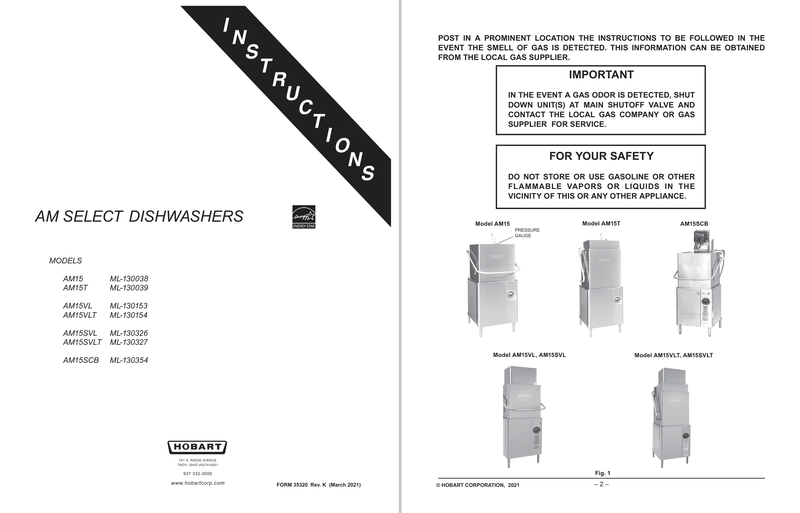 INSTRUCTIONS
AM SELECT DISHWASHERS
ENERGY STAR
MODELS
AM15 ML-130038
AM15T ML-130039
AM15VL ML-130153
AM15VLT ML-130154
AM15SVL ML-130326
AM15SVLT ML-130327
AM15SCB ML-130354
HOBART
701 S. RIDGE AVENUE
TROY, OHIO 45374-0001
937 332-3000
www.hobartcorp.com
FORM 35320 Rev. K (March 2021)
POST IN A PROMINENT LOCATION THE INSTRUCTIONS TO BE FOLLOWED IN THE
EVENT THE SMELL OF GAS IS DETECTED. THIS INFORMATION CAN BE OBTAINED
FROM THE LOCAL GAS SUPPLIER.
IMPORTANT
IN THE EVENT A GAS ODOR IS DETECTED, SHUT
DOWN UNIT(S) AT MAIN SHUTOFF VALVE AND
CONTACT THE LOCAL GAS COMPANY OR GAS
SUPPLIER FOR SERVICE.
FOR YOUR SAFETY
DO NOT STORE OR USE GASOLINE OR OTHER
FLAMMABLE VAPORS OR LIQUIDS IN THE
VICINITY OF THIS OR ANY OTHER APPLIANCE.
Model AM15
PRESSURE
GAUGE
Model AM15T
AM15SCB
Model AM15VL, AM15SVL
Model AM15VLT, AM15SVLT
Fig. 1
© HOBART CORPORATION, 2021
– 2 –